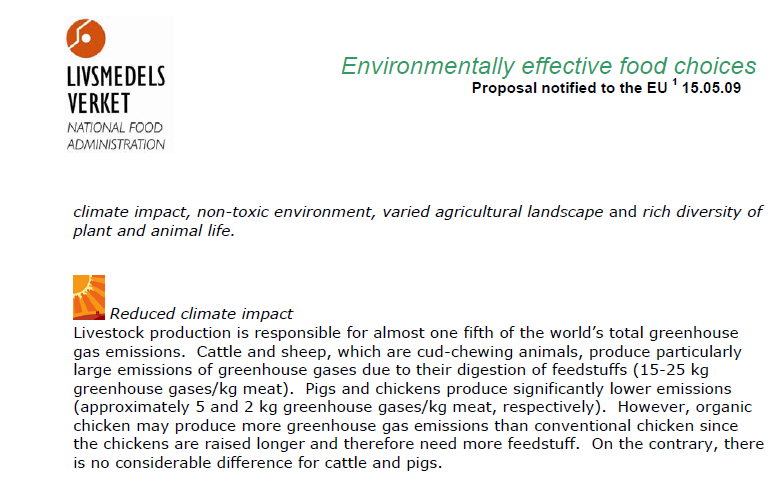 LIVSMEDELS
VERKET
NATIONAL FOOD
ADMINISTRATION
Environmentally effective food choices
Proposal notified to the EU 1 15.05.09
climate impact, non-toxic environment, varied agricultural landscape and rich diversity of
plant and animal life.
Reduced climate impact
Livestock production is responsible for almost one fifth of the world’s total greenhouse
gas emissions.  Cattle and sheep, which are cud-chewing animals, produce particularly
large emissions of greenhouse gases due to their digestion of feedstuffs (15-25 kg
greenhouse gases/kg meat).  Pigs and chickens produce significantly lower emissions
(approximately 5 and 2 kg greenhouse gases/kg meat, respectively).  However, organic
chicken may produce more greenhouse gas emissions than conventional chicken since
the chickens are raised longer and therefore need more feedstuff.  On the contrary, there
is no considerable difference for cattle and pigs.